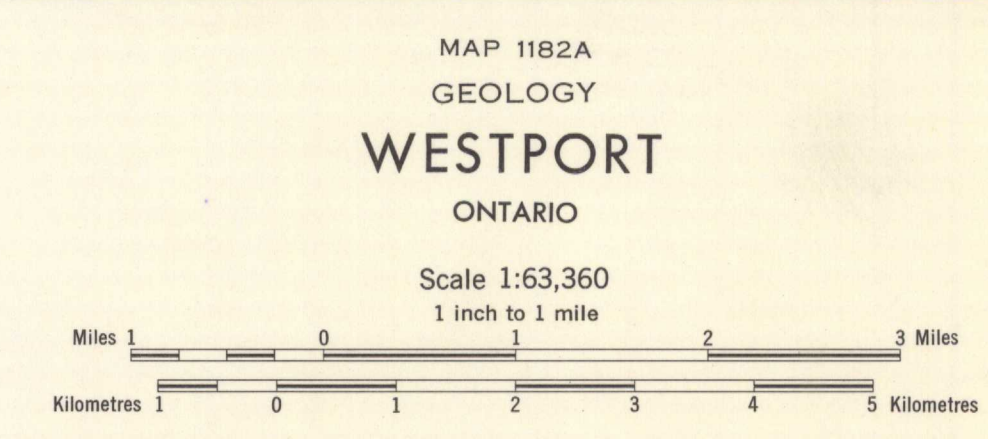 MAP 1182A
GEOLOGY
WESTPORT
ONTARIO
Scale 1:63,360
1 inch to 1 mile
Miles 1 0 1 2 3 Miles
Kilometres 1 0 1 2 3 4 5 Kilometres